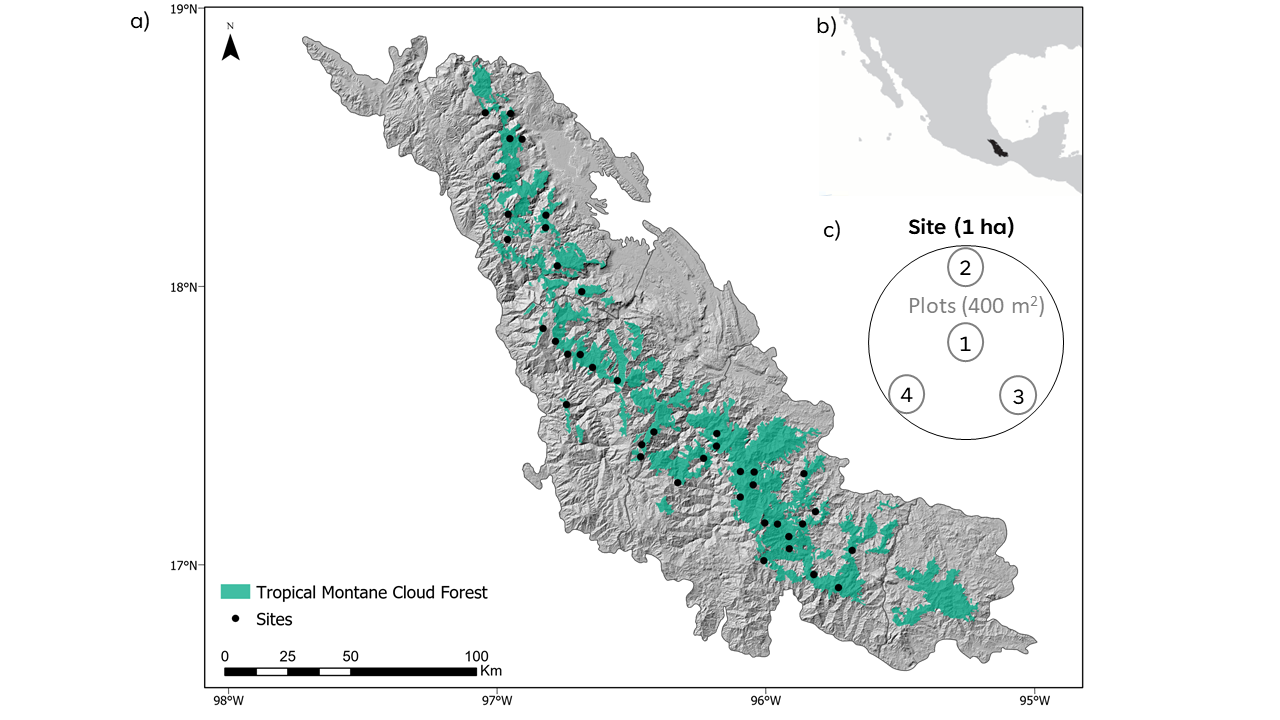 a)
19°N
N
b)
c)
Site (1 ha)
2
Plots (400 m²)
1
4
3
18°N
17°N
Tropical Montane Cloud Forest
Sites
0 25 50 100
Km
98°W 97°W 96°W 95°W